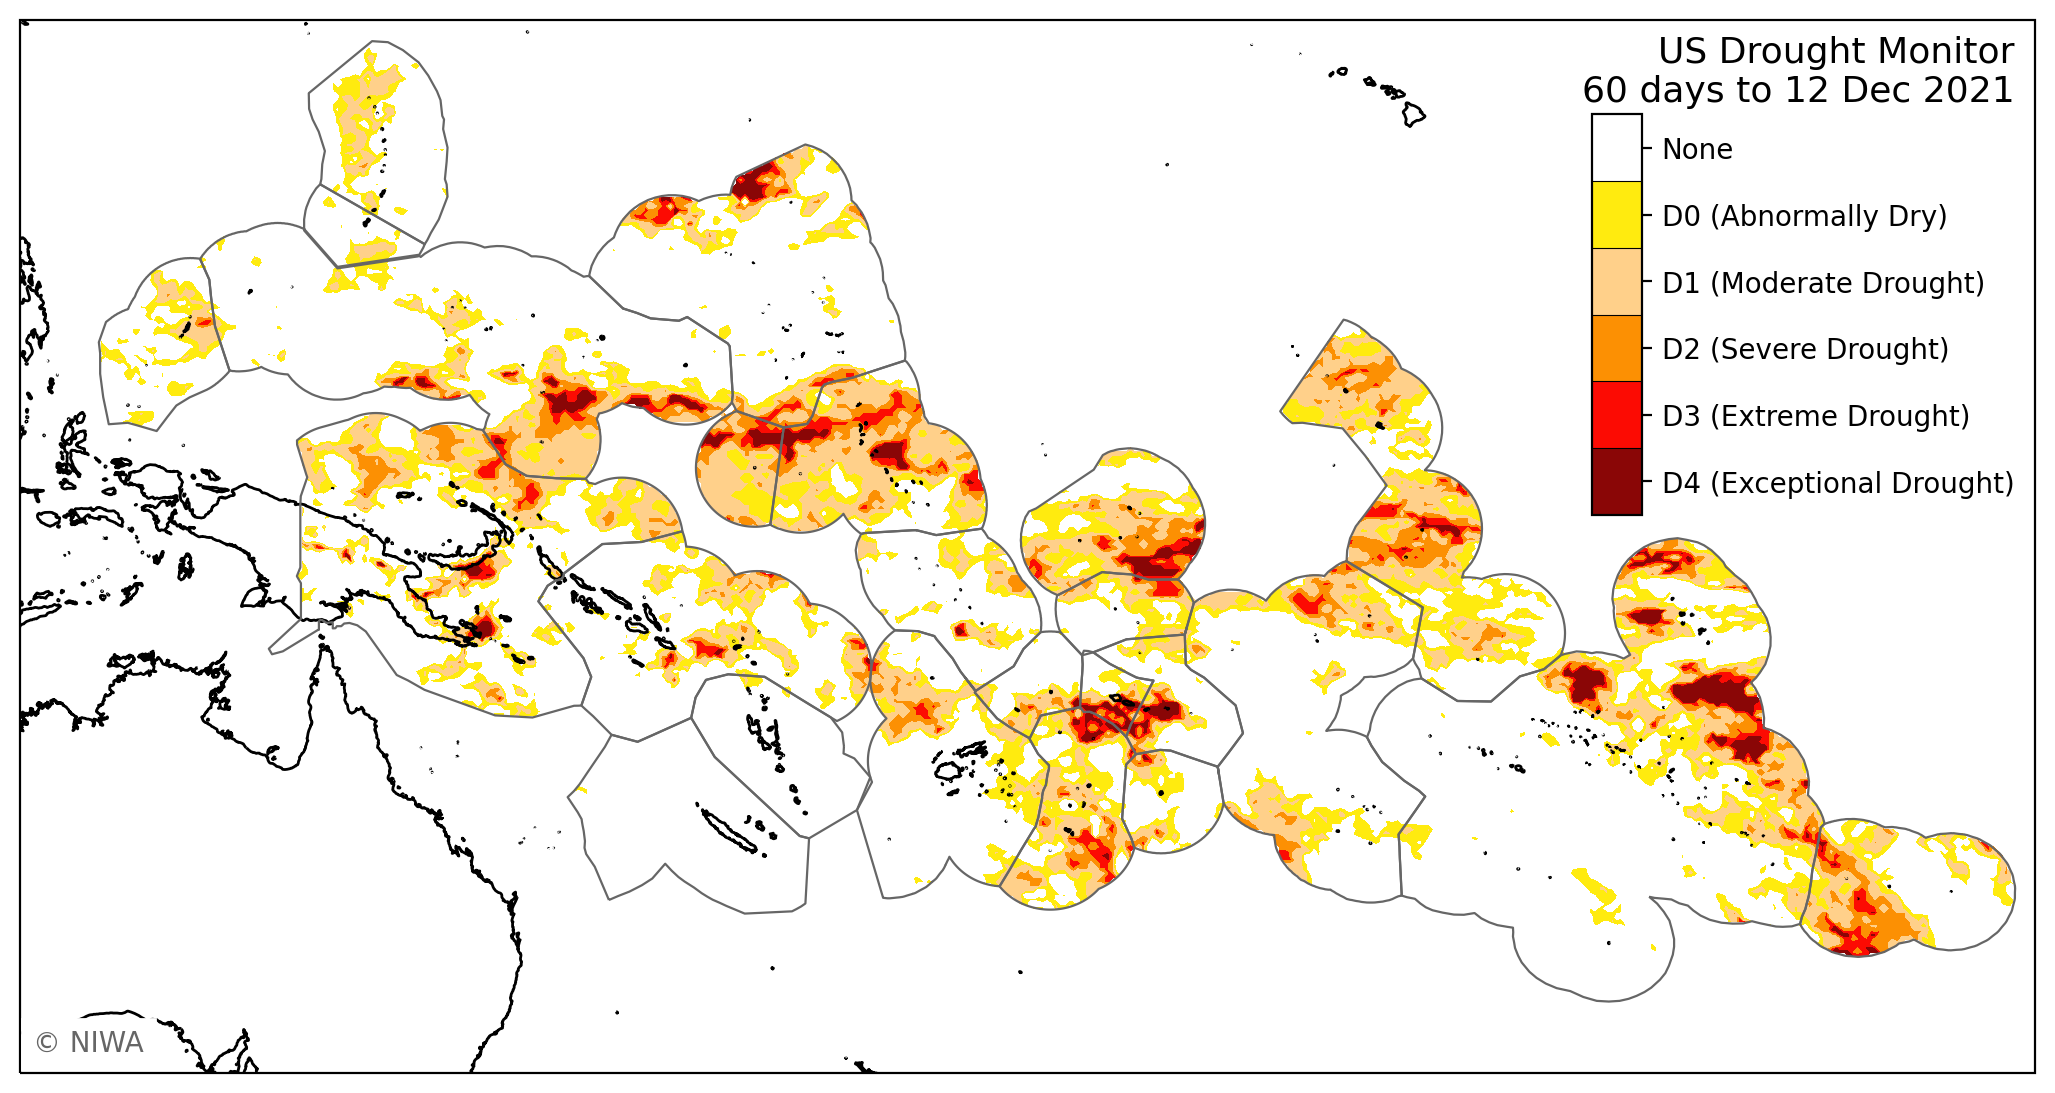 US Drought Monitor
60 days to 12 Dec 2021
None
D0 (Abnormally Dry)
D1 (Moderate Drought)
D2 (Severe Drought)
D3 (Extreme Drought)
D4 (Exceptional Drought)
© NIWA